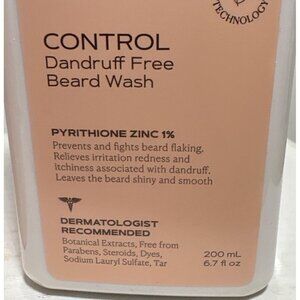 TECHNOLOGY
CONTROL
Dandruff Free
Beard Wash
PYRITHIONE ZINC 1%
Prevents and fights beard flaking,
Relieves irritation redness and
itchiness associated with dandruff.
Leaves the beard shiny and smooth
DERMATOLOGIST
RECOMMENDED
Botanical Extracts, Free from
Parabens, Steroids, Dyes,
Sodium Lauryl Sulfate, Tar
200 mL
6.7 fl oz